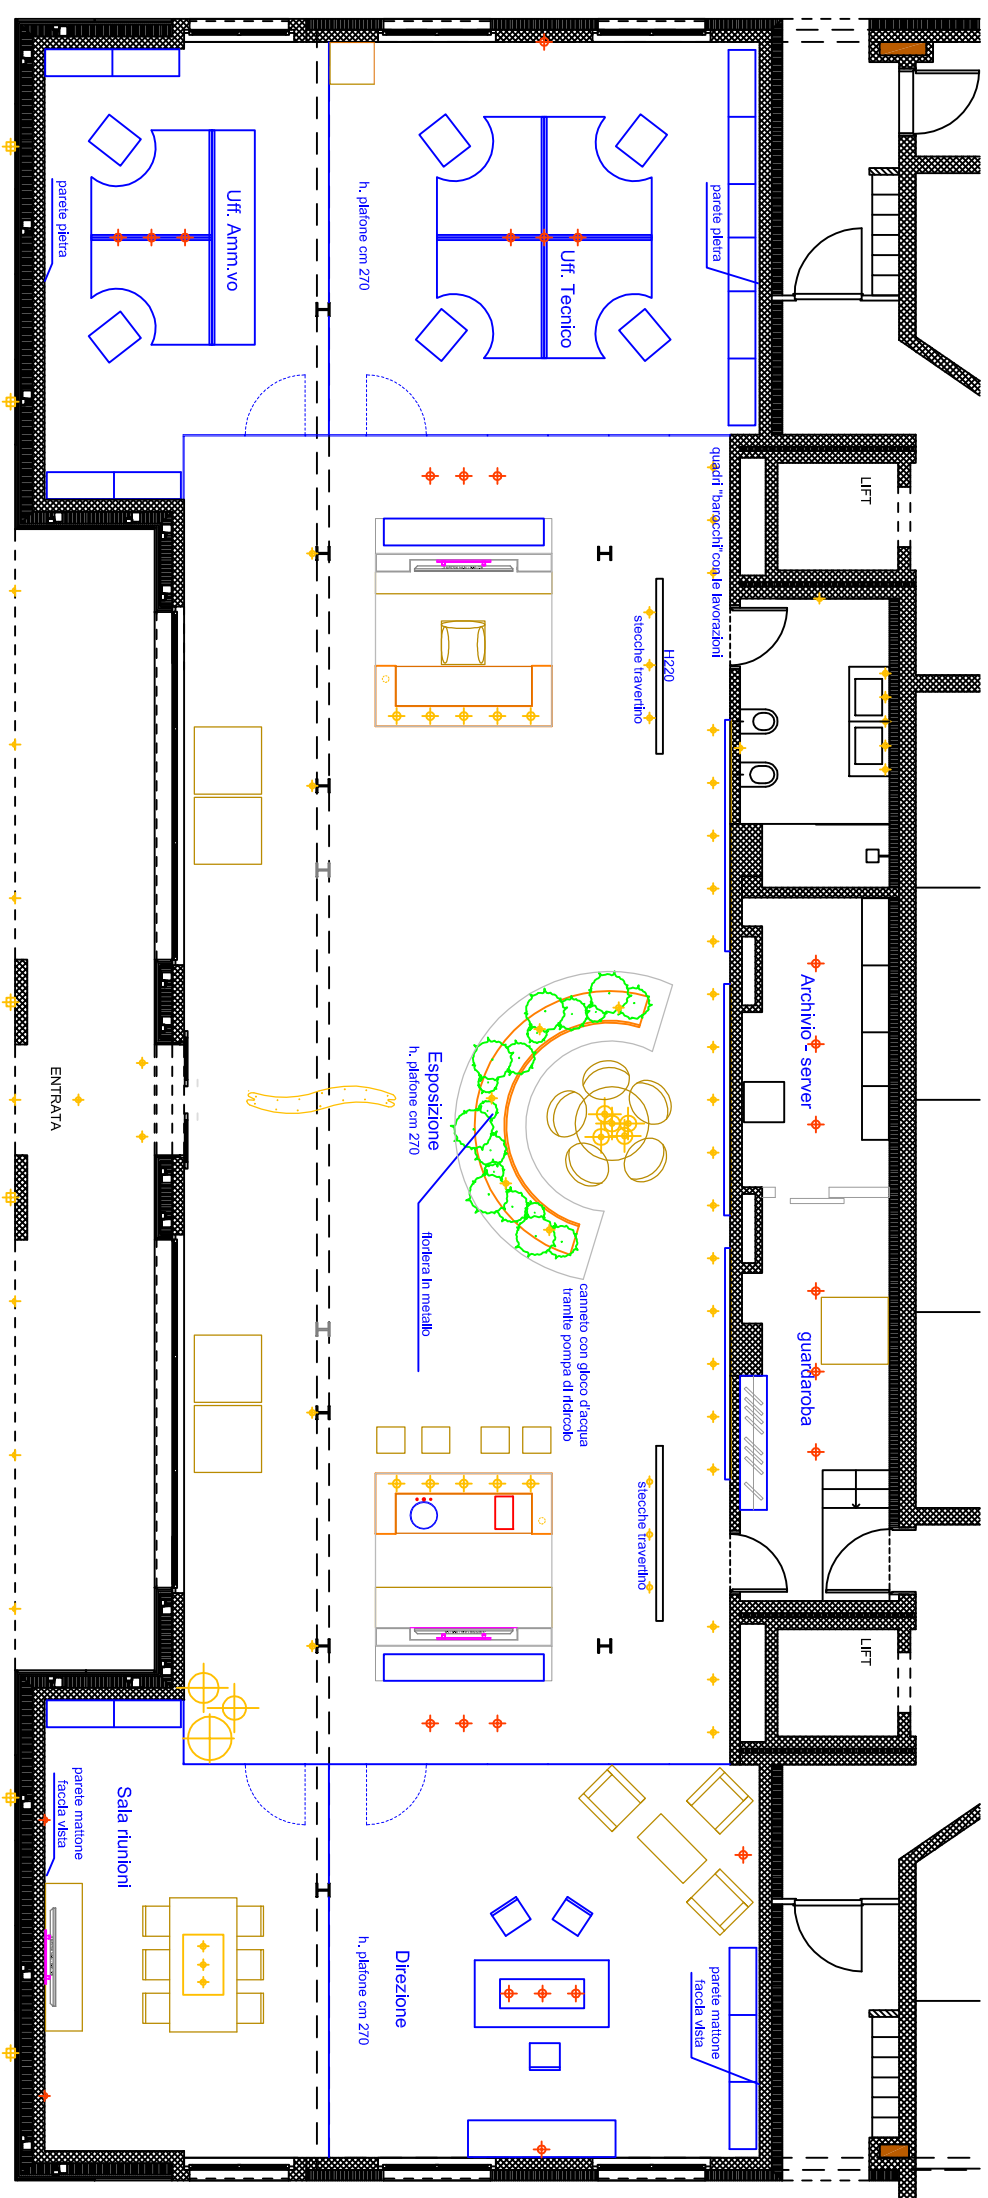 Uff. Amm.vo
parete pietra
h. plafone cm 270
Uff. Tecnico
parete pietra
LIFT
quadri "barocchi" con le lavorazioni
H220
stecche travertino
Archivio - server
ENTRATA
Esposizione
h. plafone cm 270
fioriera in metallo
canneto con gioco d'acqua
tramite pompa di ricircolo
guardaroba
stecche travertino
LIFT
Sala riunioni
parete mattone
faccia vista
Direzione
h. plafone cm 270
parete mattone
faccia vista